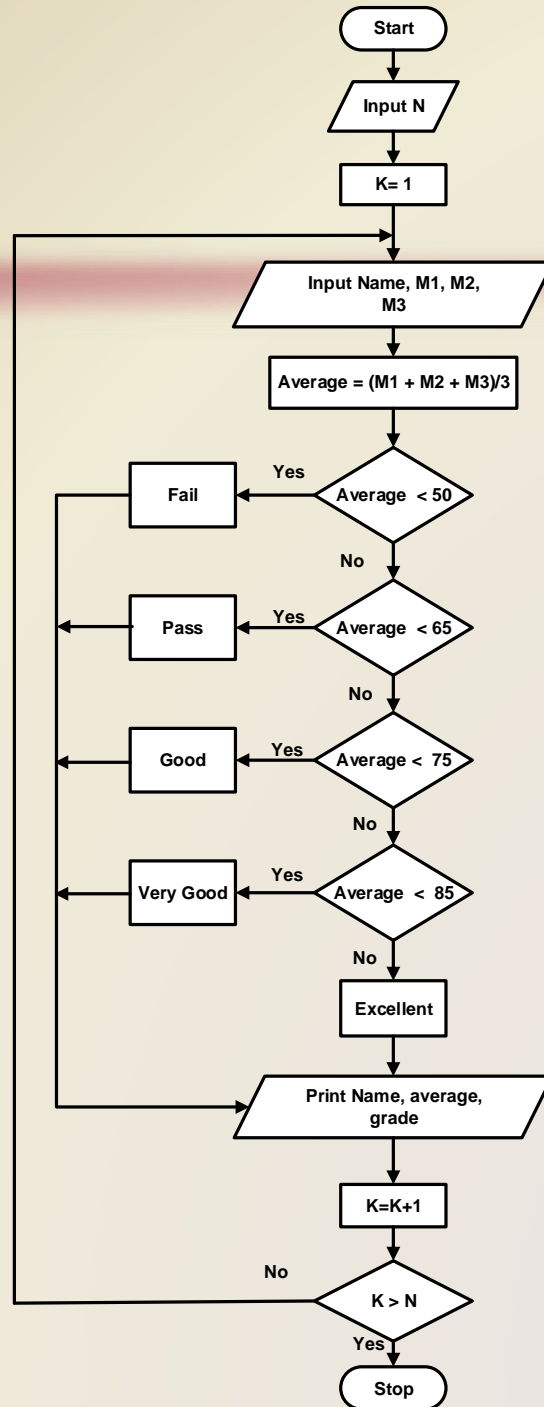 Start
Input N
K= 1
Input Name, M1, M2,
M3
Average = (M1 + M2 + M3)/3
Average < 50
Yes
Fail
No
Average < 65
Yes
Pass
No
Average < 75
Yes
Good
No
Average < 85
Yes
Very Good
No
Excellent
Print Name, average,
grade
K=K+1
K > N
No
Yes
Stop